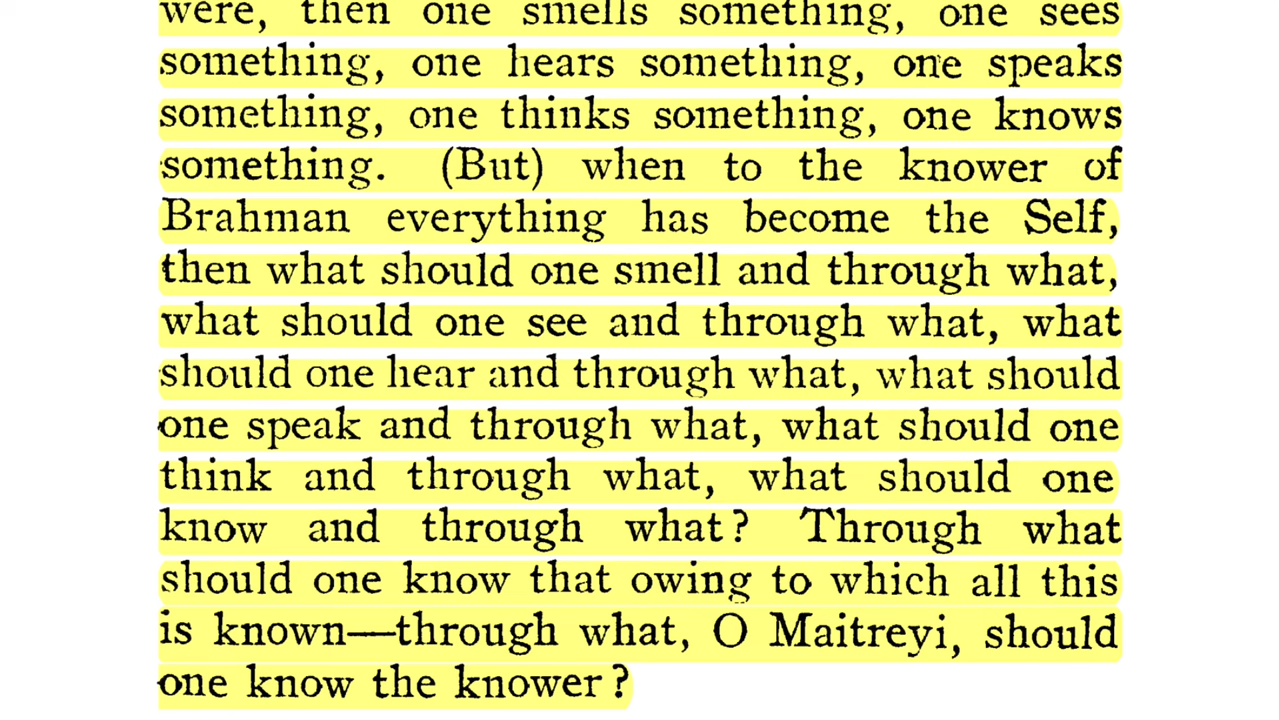 were, then one smells something, one sees
something, one hears something, one speaks
something, one thinks something, one knows
something. (But) when to the knower of
Brahman everything has become the Self,
then what should one smell and through what,
what should one see and through what, what
should one hear and through what, what should
one speak and through what, what should one
think and through what, what should one
know and through what? Through what
should one know that owing to which all this
is known—through what, O Maitreyi, should
one know the knower?